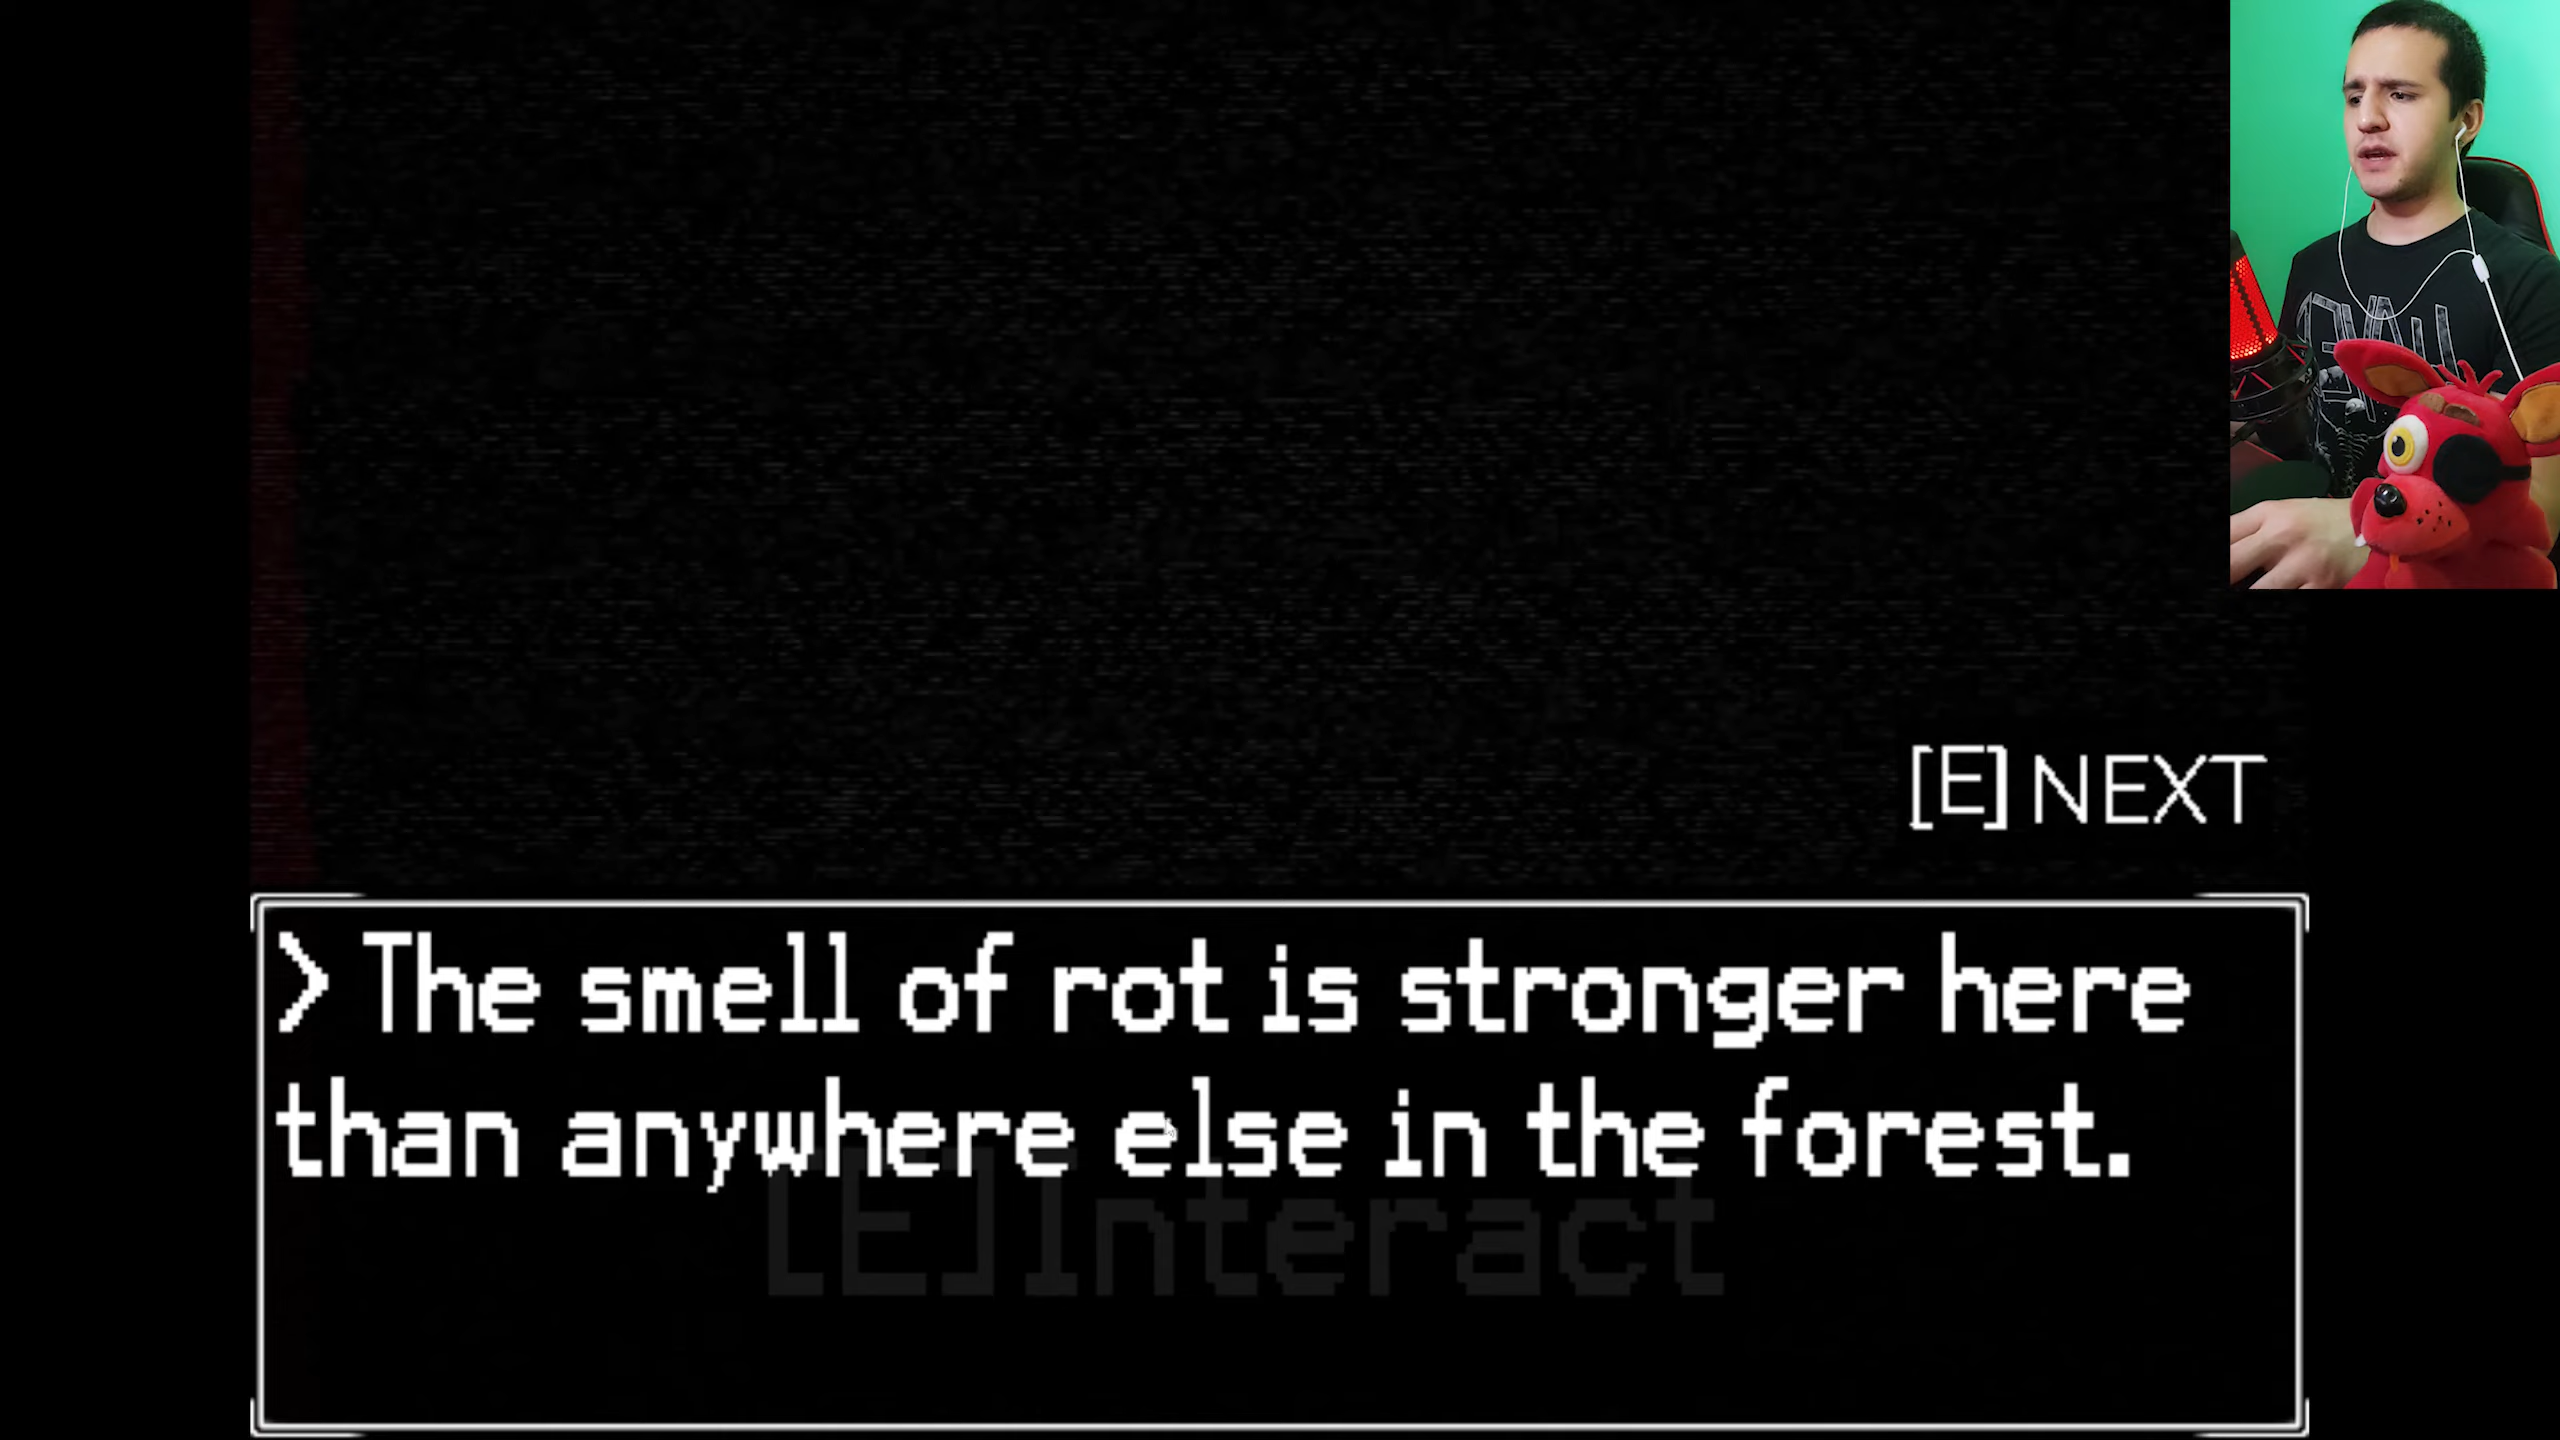 [E] NEXT
> The smell of rot is stronger here
than anywhere else in the forest.
[E]Interact